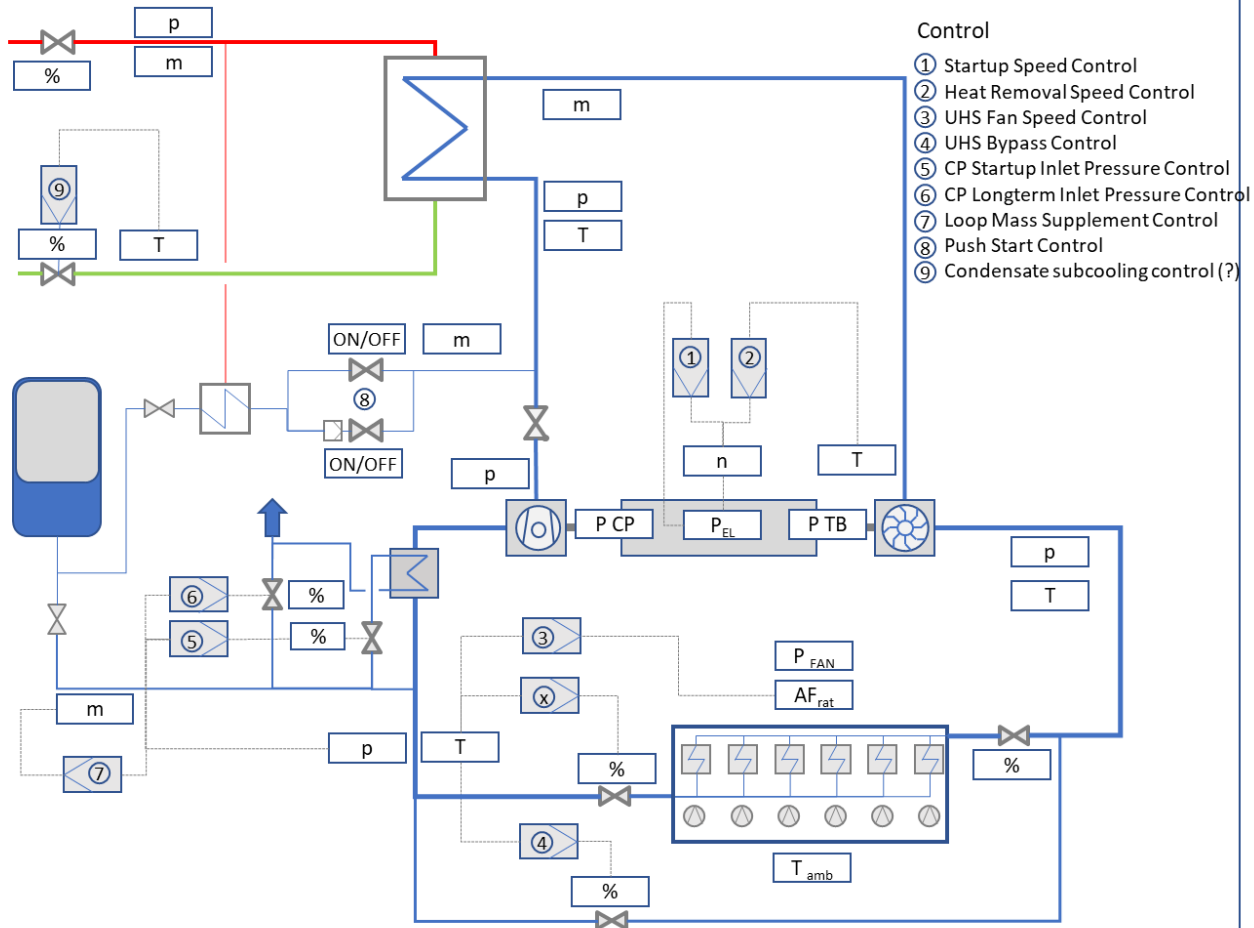 p
m
%
Control
① Startup Speed Control
② Heat Removal Speed Control
③ UHS Fan Speed Control
④ UHS Bypass Control
⑤ CP Startup Inlet Pressure Control
⑥ CP Longterm Inlet Pressure Control
⑦ Loop Mass Supplement Control
⑧ Push Start Control
⑨ Condensate subcooling control (?)
m
⑨
%
T
p
T
ON/OFF
m
⑧
ON/OFF
①
②
n
T
p
P CP
P EL
P TB
p
T
⑥
%
⑤
%
③
P FAN
AFrat
ⓧ
m
p
T
%
%
⑦
④
T amb
%